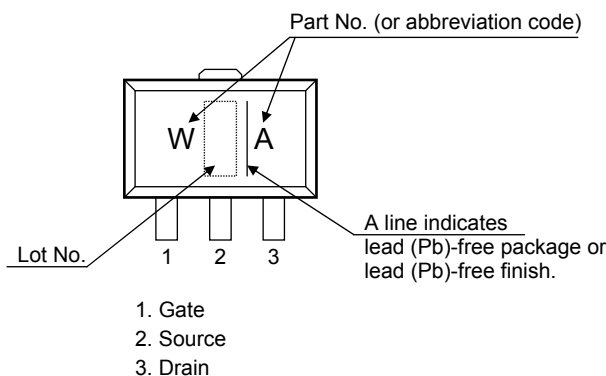 Part No. (or abbreviation code)
W A
A line indicates
lead (Pb)-free package or
lead (Pb)-free finish.
Lot No.
1 2 3
1. Gate
2. Source
3. Drain